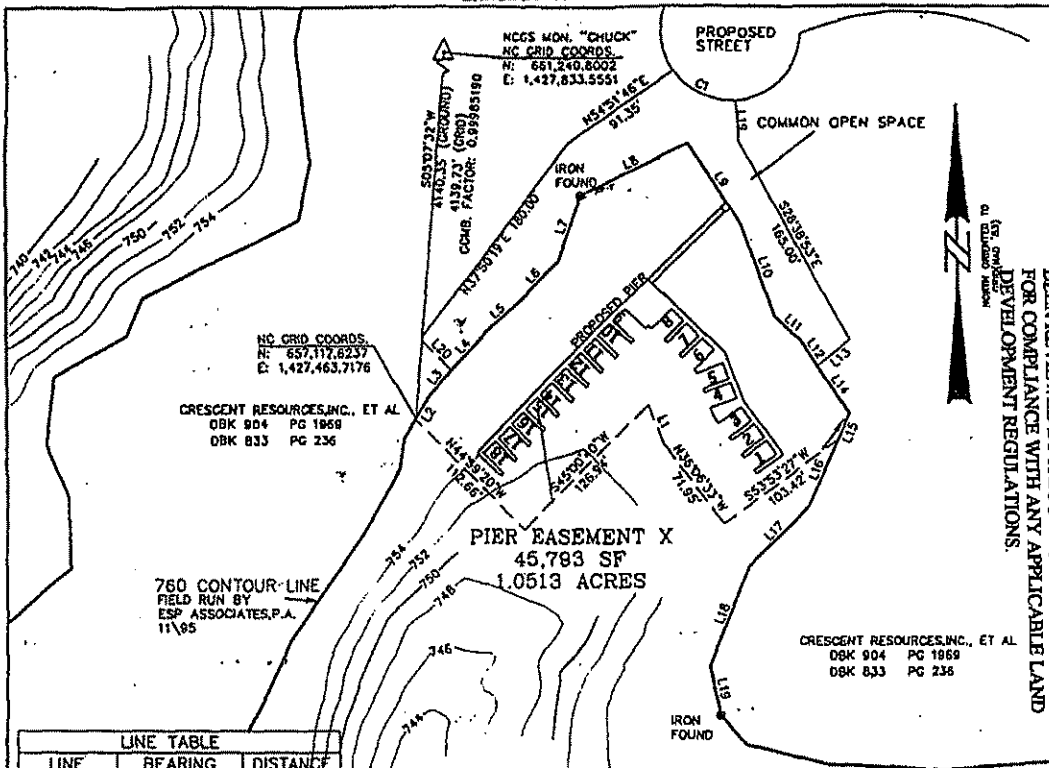 NCGS MON. "CHUCK"
NC GRID COORDS.
N: 661,240.8002
E: 1,427,833.5551
PROPOSED
STREET
C1
L19
COMMON OPEN SPACE
N54°51'46"E
91.35'
S05°07'32"W
4140.35 (GROUND)
4139.73' (GRID)
COMB. FACTOR: 0.99985190
IRON
FOUND
L8
L9
L7
N37°50'19"E 180.00'
S28°38'53"E
165.00'
L10
L6
L5
L11
L12
L13
L14
L15
L16
L17
L18
L19
L20
L4
L3
L2
L1
PROPOSED PIER
NC GRID COORDS.
N: 657,117.6237
E: 1,427,463.7176
CRESCENT RESOURCES,INC., ET AL
DBK 904 PG 1969
DBK 833 PG 236
N44°49'20"W
112.66'
S45°00'40"W
126.94'
N35°06'33"W
71.95'
S53°53'27"W
103.42'
PIER EASEMENT X
45,793 SF
1.0513 ACRES
760 CONTOUR LINE
FIELD RUN BY
ESP ASSOCIATES,P.A.
11\95
740
742
744
746
750
752
754
754
752
750
748
746
744
CRESCENT RESOURCES,INC., ET AL
DBK 904 PG 1969
DBK 833 PG 236
IRON
FOUND
FOR COMPLIANCE WITH ANY APPLICABLE LAND
DEVELOPMENT REGULATIONS.
LINE TABLE
LINE BEARING DISTANCE